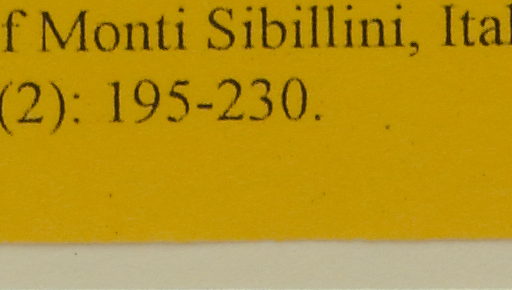 f Monti Sibillini, Ital
(2): 195-230.